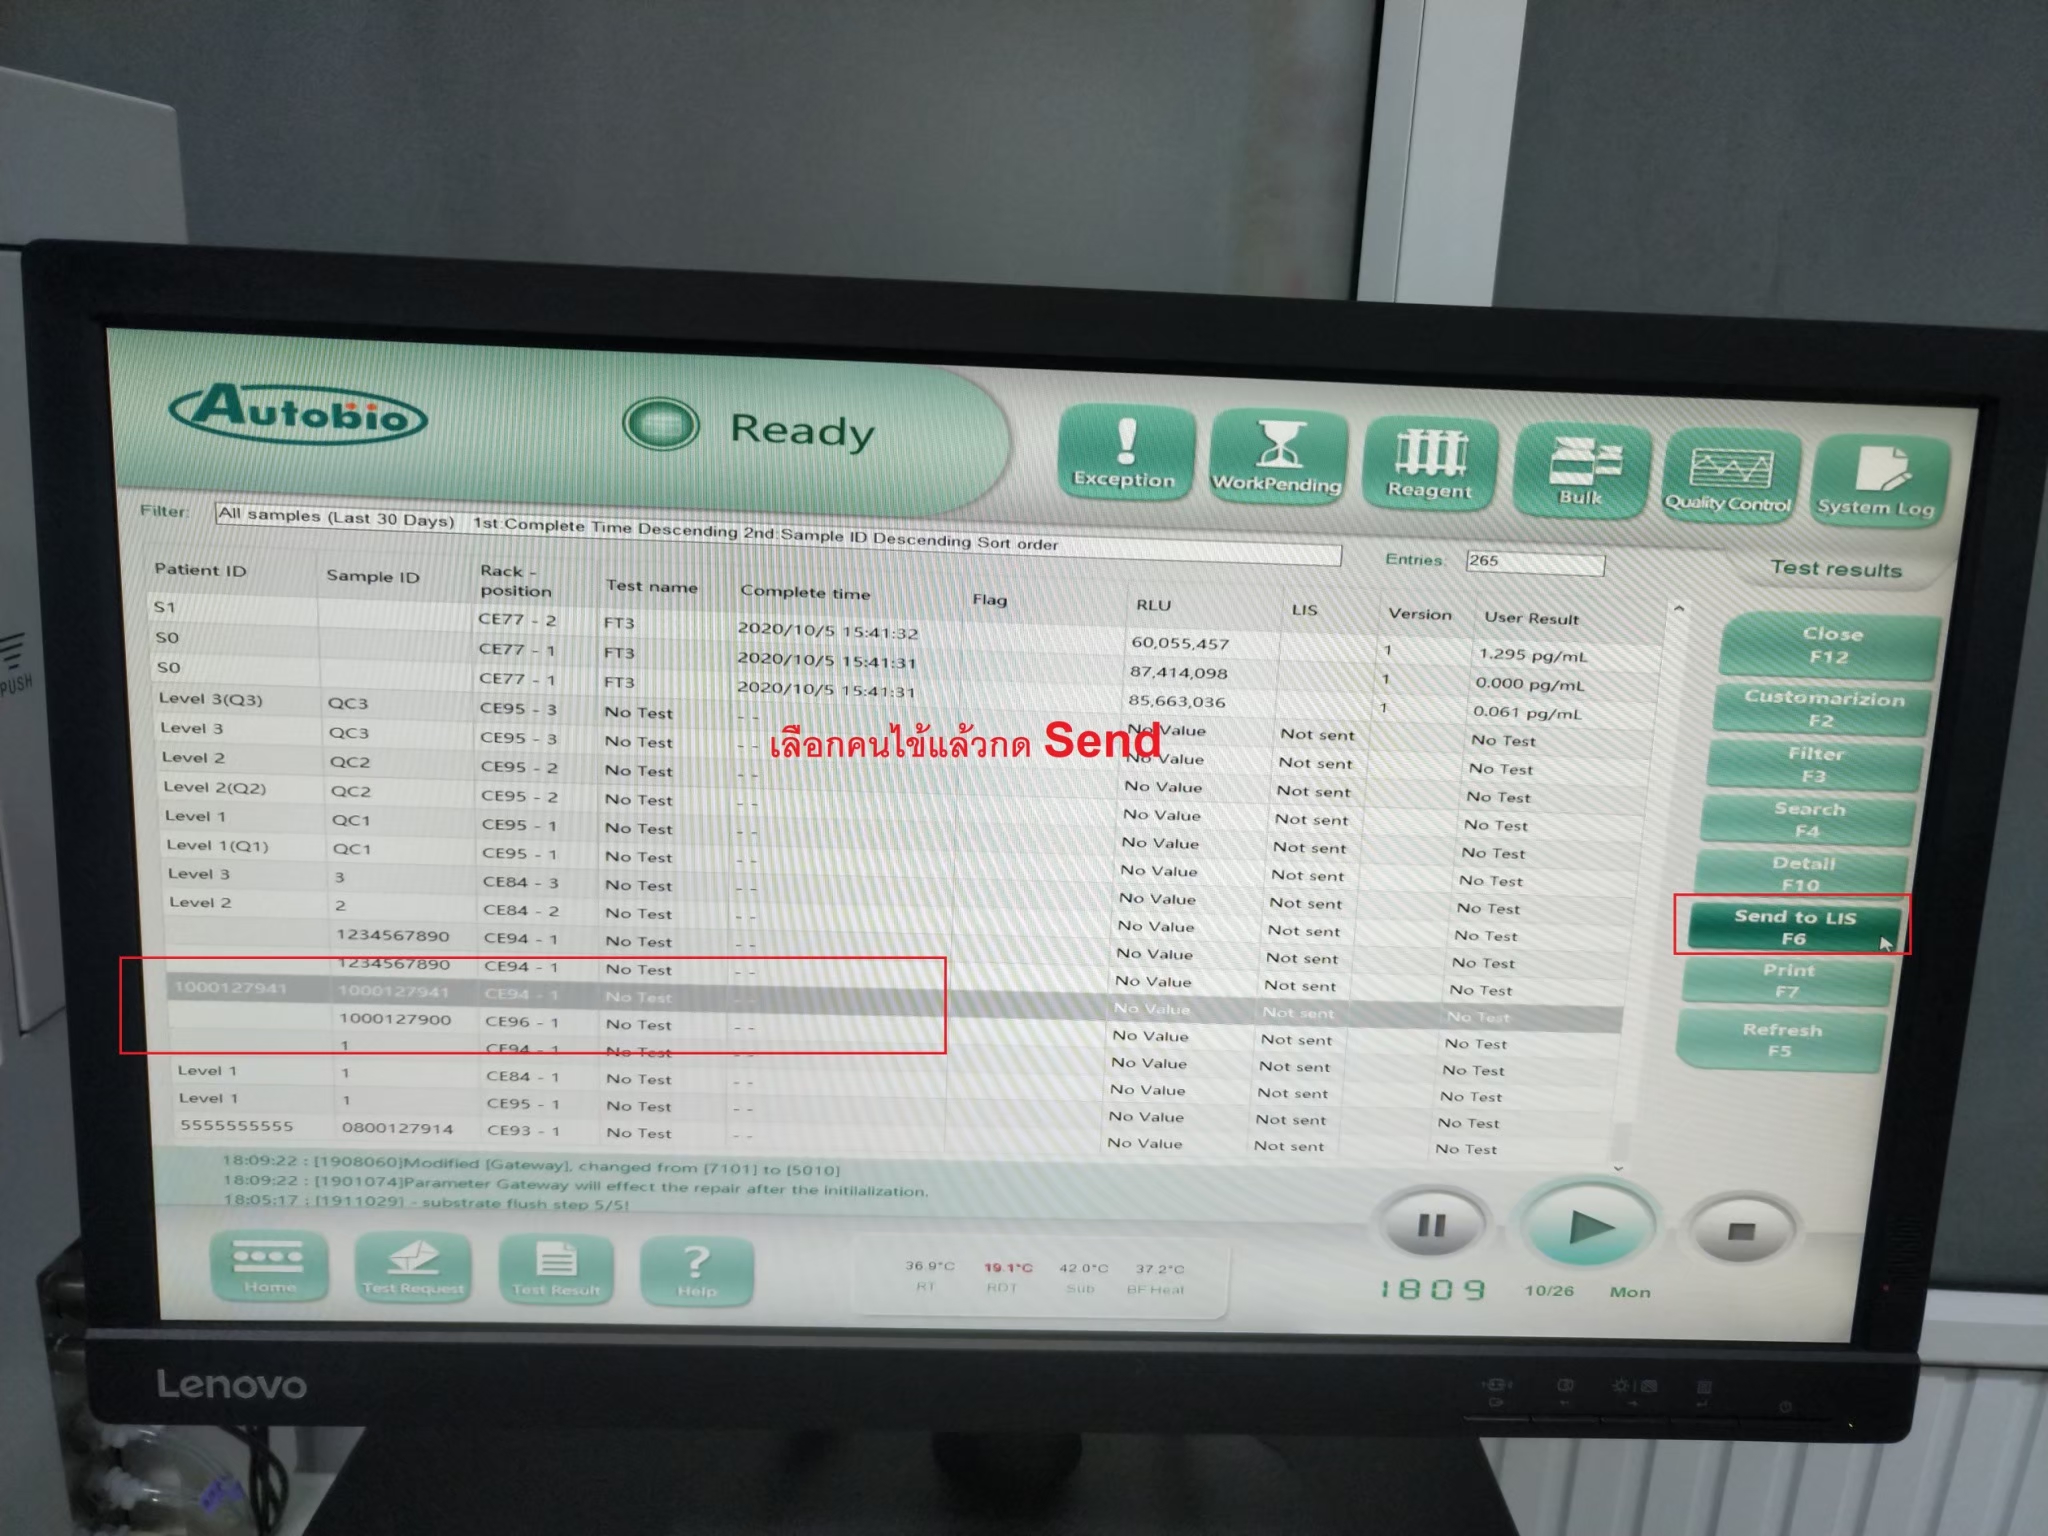 PUSH
Autobio
Ready
Exception
WorkPending
Reagent
Bulk
Quality Control
System Log
Filter: All samples (Last 30 Days) 1st:Complete Time Descending 2nd:Sample ID Descending Sort order
Entries: 265
Test results
Patient ID Sample ID Rack - position Test name Complete time Flag RLU LIS Version User Result
S1 CE77 - 2 FT3 2020/10/5 15:41:32 60,055,457 1 1.295 pg/mL
S0 CE77 - 1 FT3 2020/10/5 15:41:31 87,414,098 1 0.000 pg/mL
S0 CE77 - 1 FT3 2020/10/5 15:41:31 85,663,036 1 0.061 pg/mL
Level 3(Q3) QC3 CE95 - 3 No Test - - No Value Not sent No Test
Level 3 QC3 CE95 - 3 No Test - - No Value Not sent No Test
Level 2 QC2 CE95 - 2 No Test - - No Value Not sent No Test
Level 2(Q2) QC2 CE95 - 2 No Test - - No Value Not sent No Test
Level 1 QC1 CE95 - 1 No Test - - No Value Not sent No Test
Level 1(Q1) QC1 CE95 - 1 No Test - - No Value Not sent No Test
Level 3 3 CE84 - 3 No Test - - No Value Not sent No Test
Level 2 2 CE84 - 2 No Test - - No Value Not sent No Test
1234567890 CE94 - 1 No Test - - No Value Not sent No Test
1234567890 CE94 - 1 No Test - - No Value Not sent No Test
1000127941 1000127941 CE94 - 1 No Test - - No Value Not sent No Test
1000127900 CE96 - 1 No Test - - No Value Not sent No Test
1 CE94 - 1 No Test - - No Value Not sent No Test
Level 1 1 CE84 - 1 No Test - - No Value Not sent No Test
Level 1 1 CE95 - 1 No Test - - No Value Not sent No Test
5555555555 0800127914 CE93 - 1 No Test - - No Value Not sent No Test
เลือกคนไข้แล้วกด Send
Close
F12
Customarizion
F2
Filter
F3
Search
F4
Detail
F10
Send to LIS
F6
Print
F7
Refresh
F5
18:09:22 : [1908060]Modified [Gateway], changed from [7101] to [5010]
18:09:22 : [1901074]Parameter Gateway will effect the repair after the initilalization.
18:05:17 : [1911029] - substrate flush step 5/5!
Home
Test Request
Test Result
Help
36.9°C 19.1°C 42.0°C 37.2°C
RT RDT Sub BF Heat
1809 10/26 Mon
Lenovo